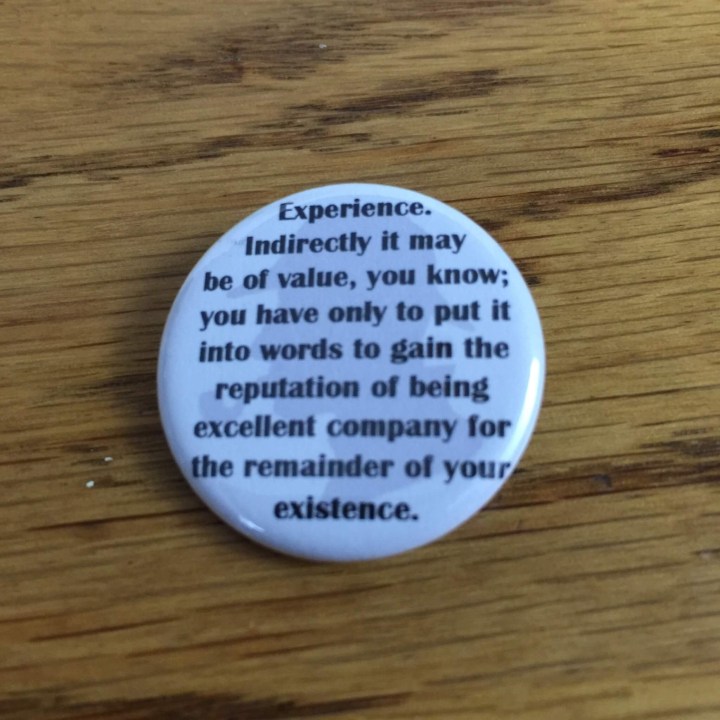 Experience.
Indirectly it may
be of value, you know;
you have only to put it
into words to gain the
reputation of being
excellent company for
the remainder of your
existence.